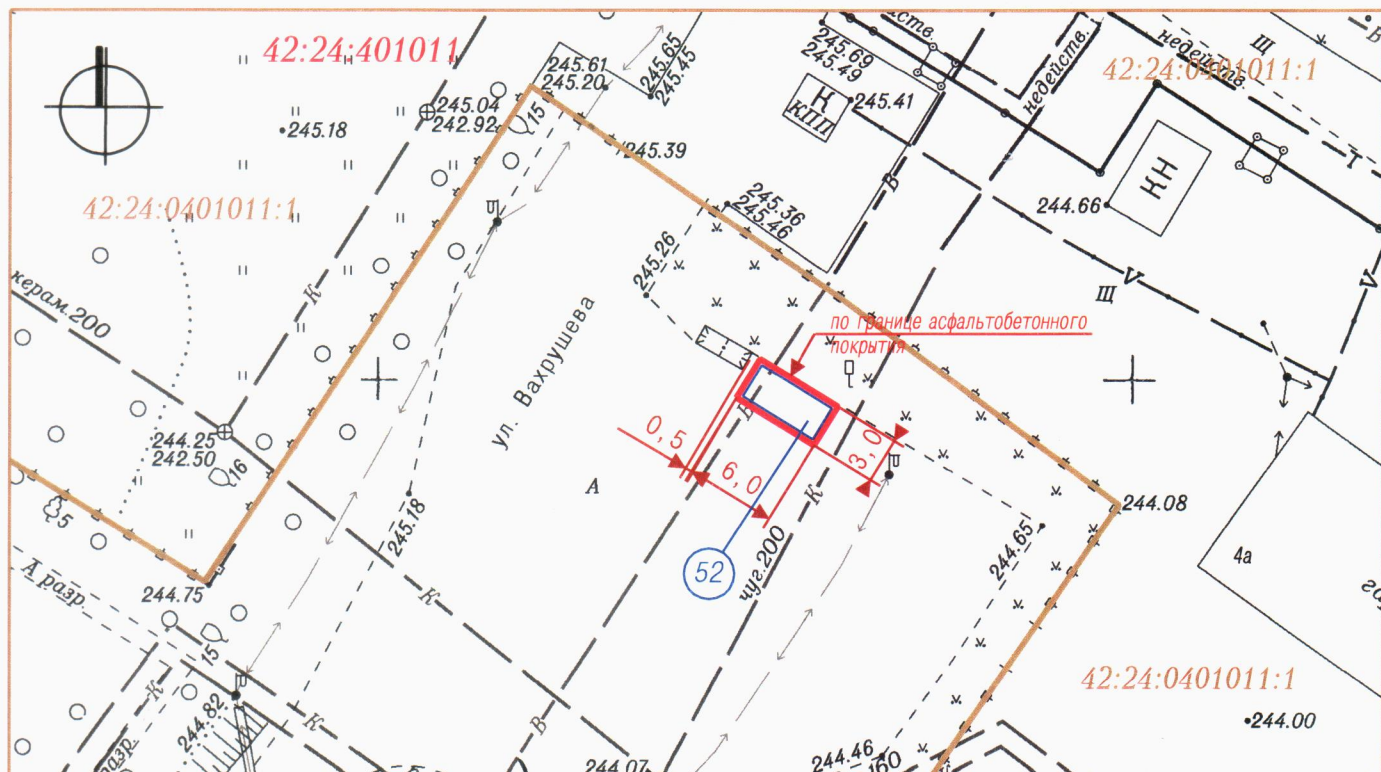 42:24:401011
42:24:0401011:1
42:24:0401011:1
42:24:0401011:1
245.61
245.20
245.65
245.45
245.69
245.49
недейств.
недейств.
Щ
В
Н
КПП
245.41
245.04
242.92
15
245.18
245.39
В
КН
244.66
Т
245.36
245.46
245.26
К
керам.200
V
V
Щ
ул. Вахрушева
по границе асфальтобетонного
покрытия
В
0,5
6,0
3,0
А
К
244.25
242.50
16
5
245.18
244.08
244.65
52
чуг.200
4а
А разр.
244.75
К
15
К
К
244.82
В
244.07
244.46
160
244.00